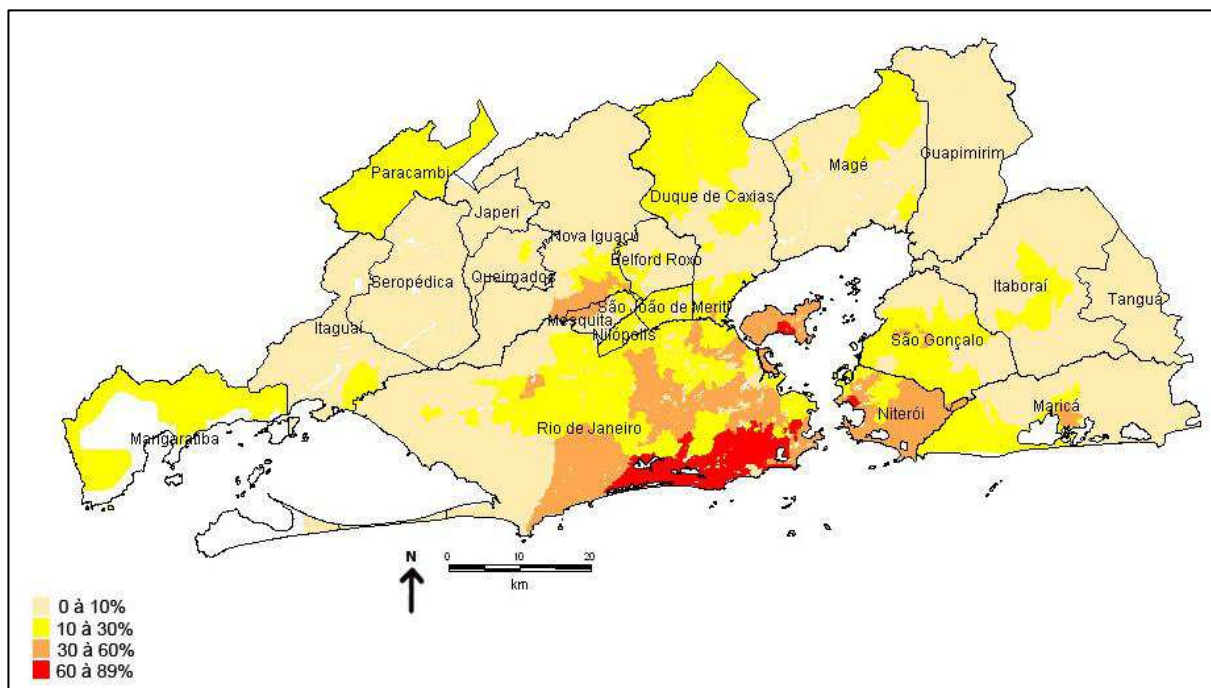 Paracambi
Magé
Guapimirim
Duque de Caxias
Japeri
Nova Iguaçu
Belford Roxo
Seropédica
Queimados
Itaboraí
Tanguá
São João de Meriti
Itaguaí
Mesquita
Nilópolis
São Gonçalo
Mangaratiba
Rio de Janeiro
Niterói
Maricá
N
0 10 20
km
0 à 10%
10 à 30%
30 à 60%
60 à 89%